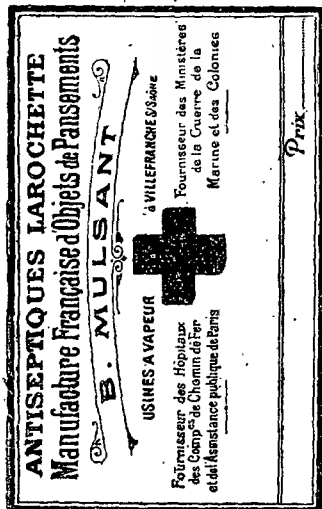 ANTISEPTIQUES LAROCHETTE
Manufacture Française d'Objets de Pansements
B. MULSANT
USINES A VAPEUR
à VILLEFRANCHE S/SAÔNE
Fournisseur des Hôpitaux
des Compies de Chemin de Fer
et de l'Assistance publique de Paris
Fournisseur des Ministères
de la Guerre de la
Marine et des Colonies
Prix